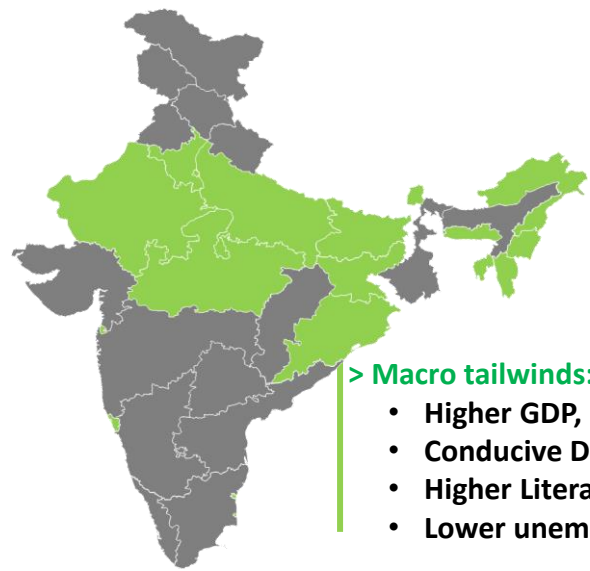 > Macro tailwinds:
• Higher GDP,
• Conducive D
• Higher Litera
• Lower unem